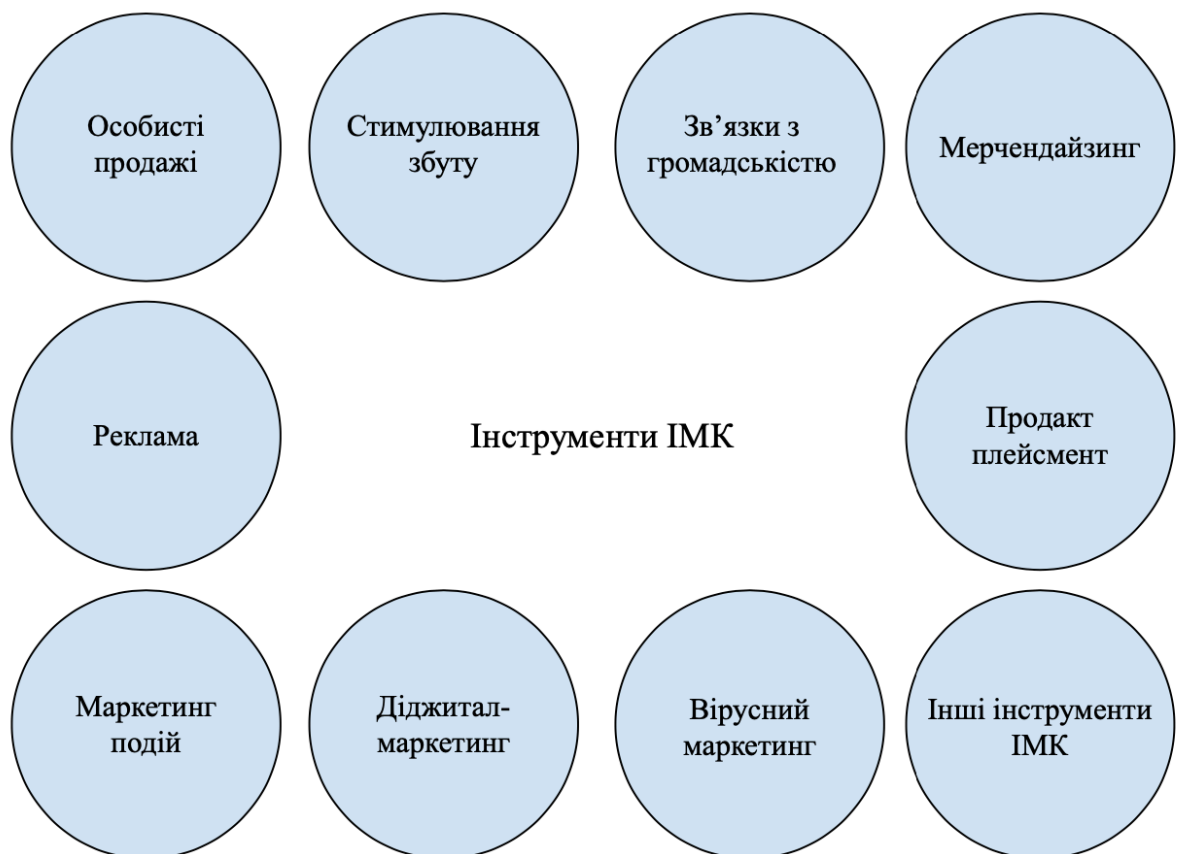 Особисті
продажі
Стимулювання
збуту
Зв’язки з
громадськістю
Мерчендайзинг
Реклама
Інструменти ІМК
Продакт
плейсмент
Маркетинг
подій
Діджитал-
маркетинг
Вірусний
маркетинг
Інші інструменти
ІМК